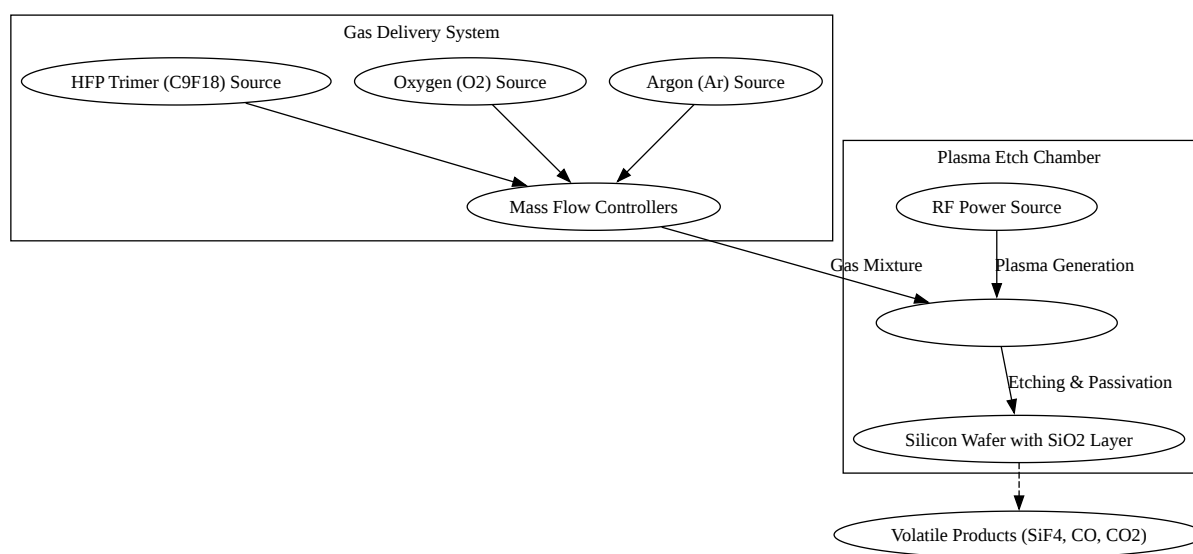 Gas Delivery System
HFP Trimer (C9F18) Source
Oxygen (O2) Source
Argon (Ar) Source
Mass Flow Controllers
Plasma Etch Chamber
RF Power Source
Gas Mixture
Plasma Generation
Etching & Passivation
Silicon Wafer with SiO2 Layer
Volatile Products (SiF4, CO, CO2)